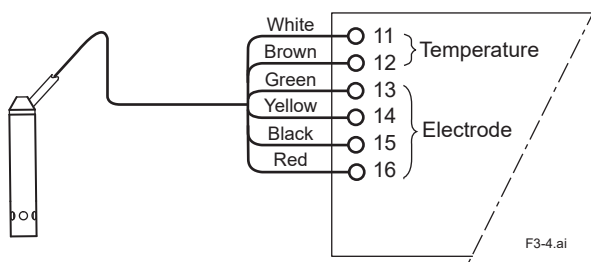 White 11
Brown 12 Temperature
Green 13
Yellow 14
Black 15 Electrode
Red 16
F3-4.ai